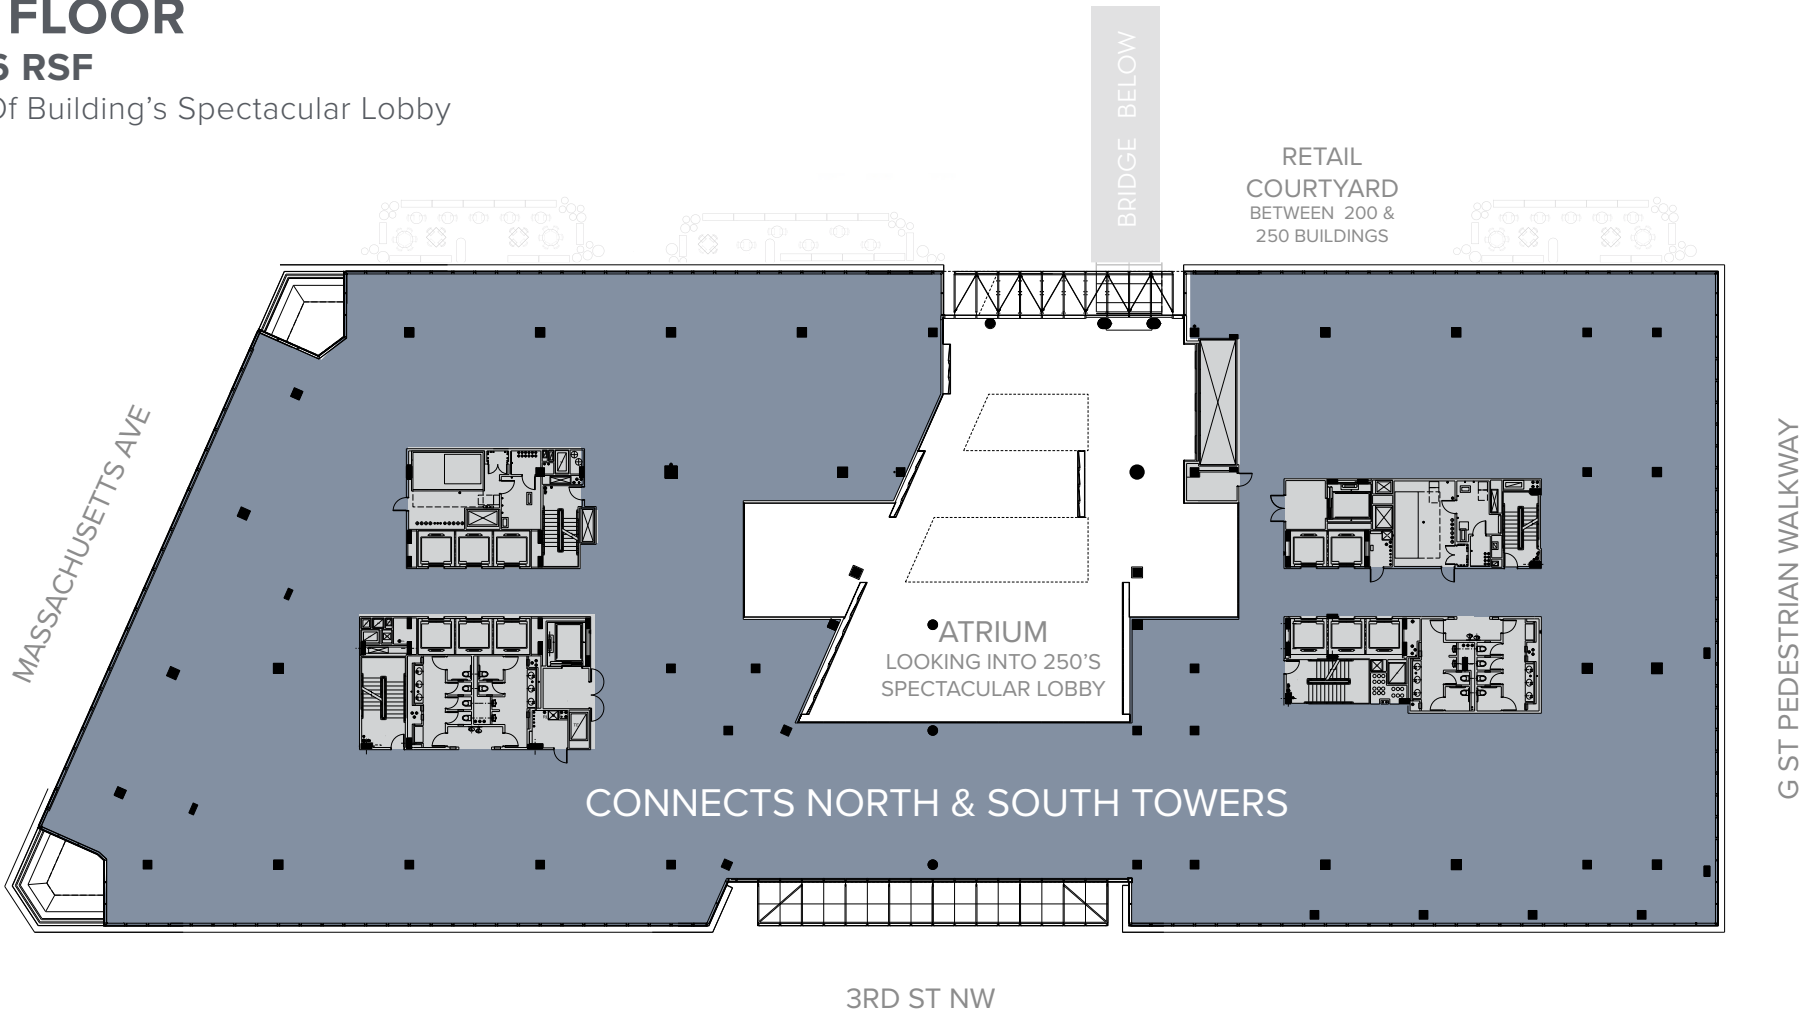 FLOOR
6 RSF
Of Building's Spectacular Lobby
BRIDGE BELOW
RETAIL
COURTYARD
BETWEEN 200 &
250 BUILDINGS
MASSACHUSETTS AVE
G ST PEDESTRIAN WALKWAY
ATRIUM
LOOKING INTO 250'S
SPECTACULAR LOBBY
CONNECTS NORTH & SOUTH TOWERS
3RD ST NW